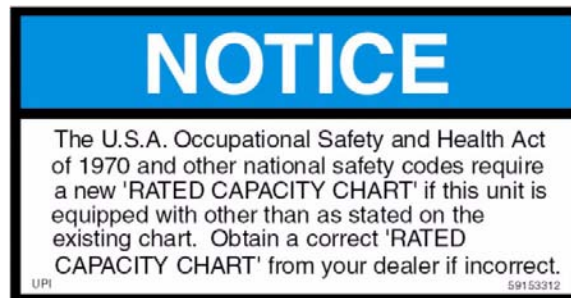 NOTICE
The U.S.A. Occupational Safety and Health Act
of 1970 and other national safety codes require
a new 'RATED CAPACITY CHART' if this unit is
equipped with other than as stated on the
existing chart.  Obtain a correct 'RATED
CAPACITY CHART' from your dealer if incorrect.
UPI 59153312